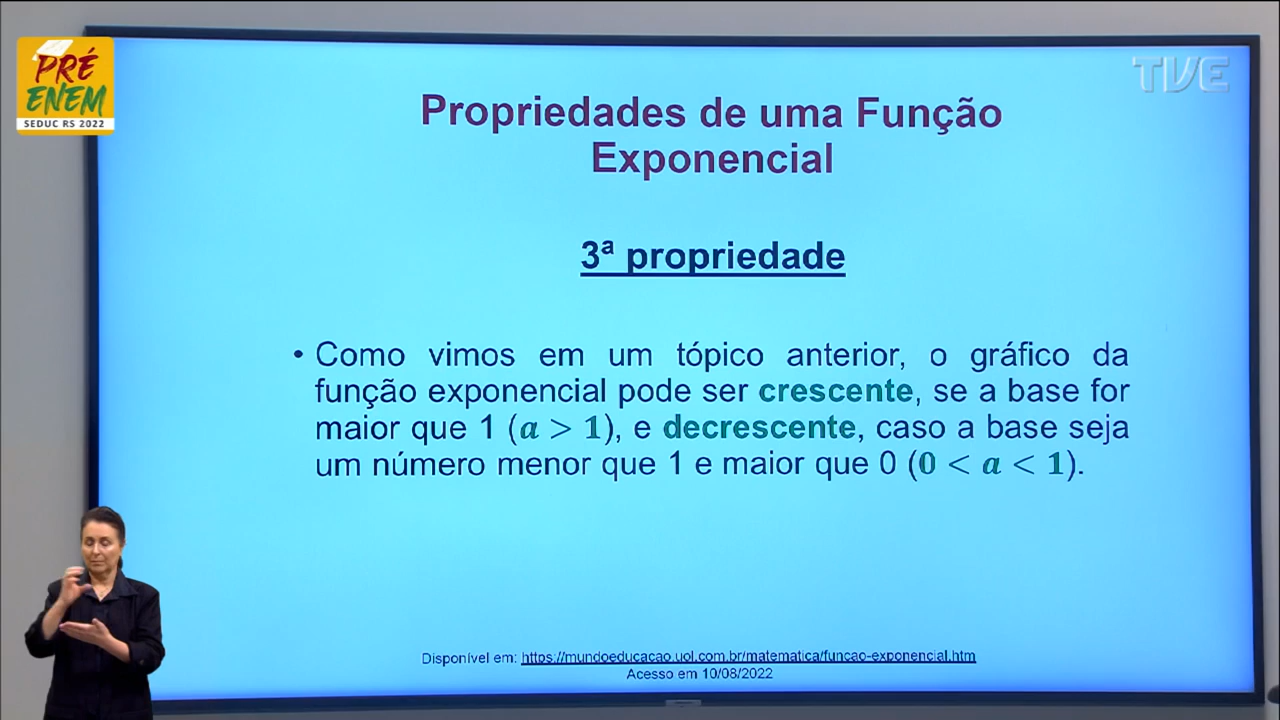 PRÉ
ENEM
SEDUC RS 2022
TVE
Propriedades de uma Função
Exponencial
3ª propriedade
• Como vimos em um tópico anterior, o gráfico da
função exponencial pode ser crescente, se a base for
maior que 1 (a > 1), e decrescente, caso a base seja
um número menor que 1 e maior que 0 (0 < a < 1).
Disponível em: https://mundoeducacao.uol.com.br/matematica/funcao-exponencial.htm
Acesso em 10/08/2022